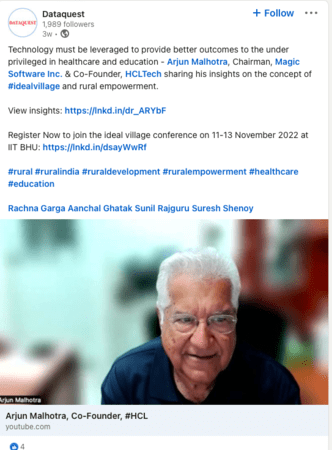 Dataquest
+ Follow
DATAQUEST
1,989 followers
3w •
Technology must be leveraged to provide better outcomes to the under
privileged in healthcare and education - Arjun Malhotra, Chairman, Magic
Software Inc. & Co-Founder, HCLTech sharing his insights on the concept of
#idealvillage and rural empowerment.
View insights: https://lnkd.in/dr_ARYbF
Register Now to join the ideal village conference on 11-13 November 2022 at
IIT BHU: https://lnkd.in/dsayWwRf
#rural #ruralindia #ruraldevelopment #ruralempowerment #healthcare
#education
Rachna Garga Aanchal Ghatak Sunil Rajguru Suresh Shenoy
Arjun Malhotra
Arjun Malhotra, Co-Founder, #HCL
youtube.com
4